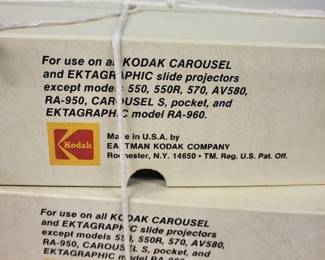 For use on all KODAK CAROUSEL
and EKTAGRAPHIC slide projectors
except models 550, 550R, 570, AV580,
RA-950, CAROUSEL S, pocket, and
EKTAGRAPHIC model RA-960.
Kodak
Made in U.S.A. by
EASTMAN KODAK COMPANY
Rochester, N.Y. 14650 • TM. Reg. U.S. Pat. Off.
For use on all KODAK CAROUSEL
and EKTAGRAPHIC slide projectors
except models 550, 550R, 570, AV580,
RA-950, CAROUSEL S, pocket, and
EKTAGRAPHIC model RA-960.